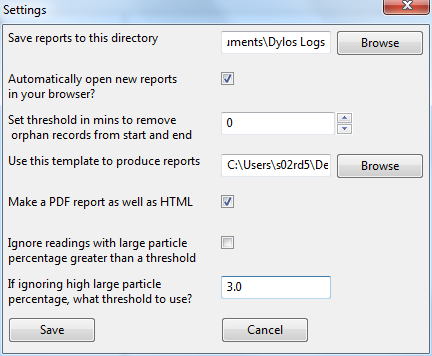 Settings
Save reports to this directory
uments\Dylos Logs
Browse
Automatically open new reports
in your browser?
Set threshold in mins to remove
orphan records from start and end
0
Use this template to produce reports
C:\Users\s02rd5\De
Browse
Make a PDF report as well as HTML
Ignore readings with large particle
percentage greater than a threshold
If ignoring high large particle
percentage, what threshold to use?
3.0
Save
Cancel